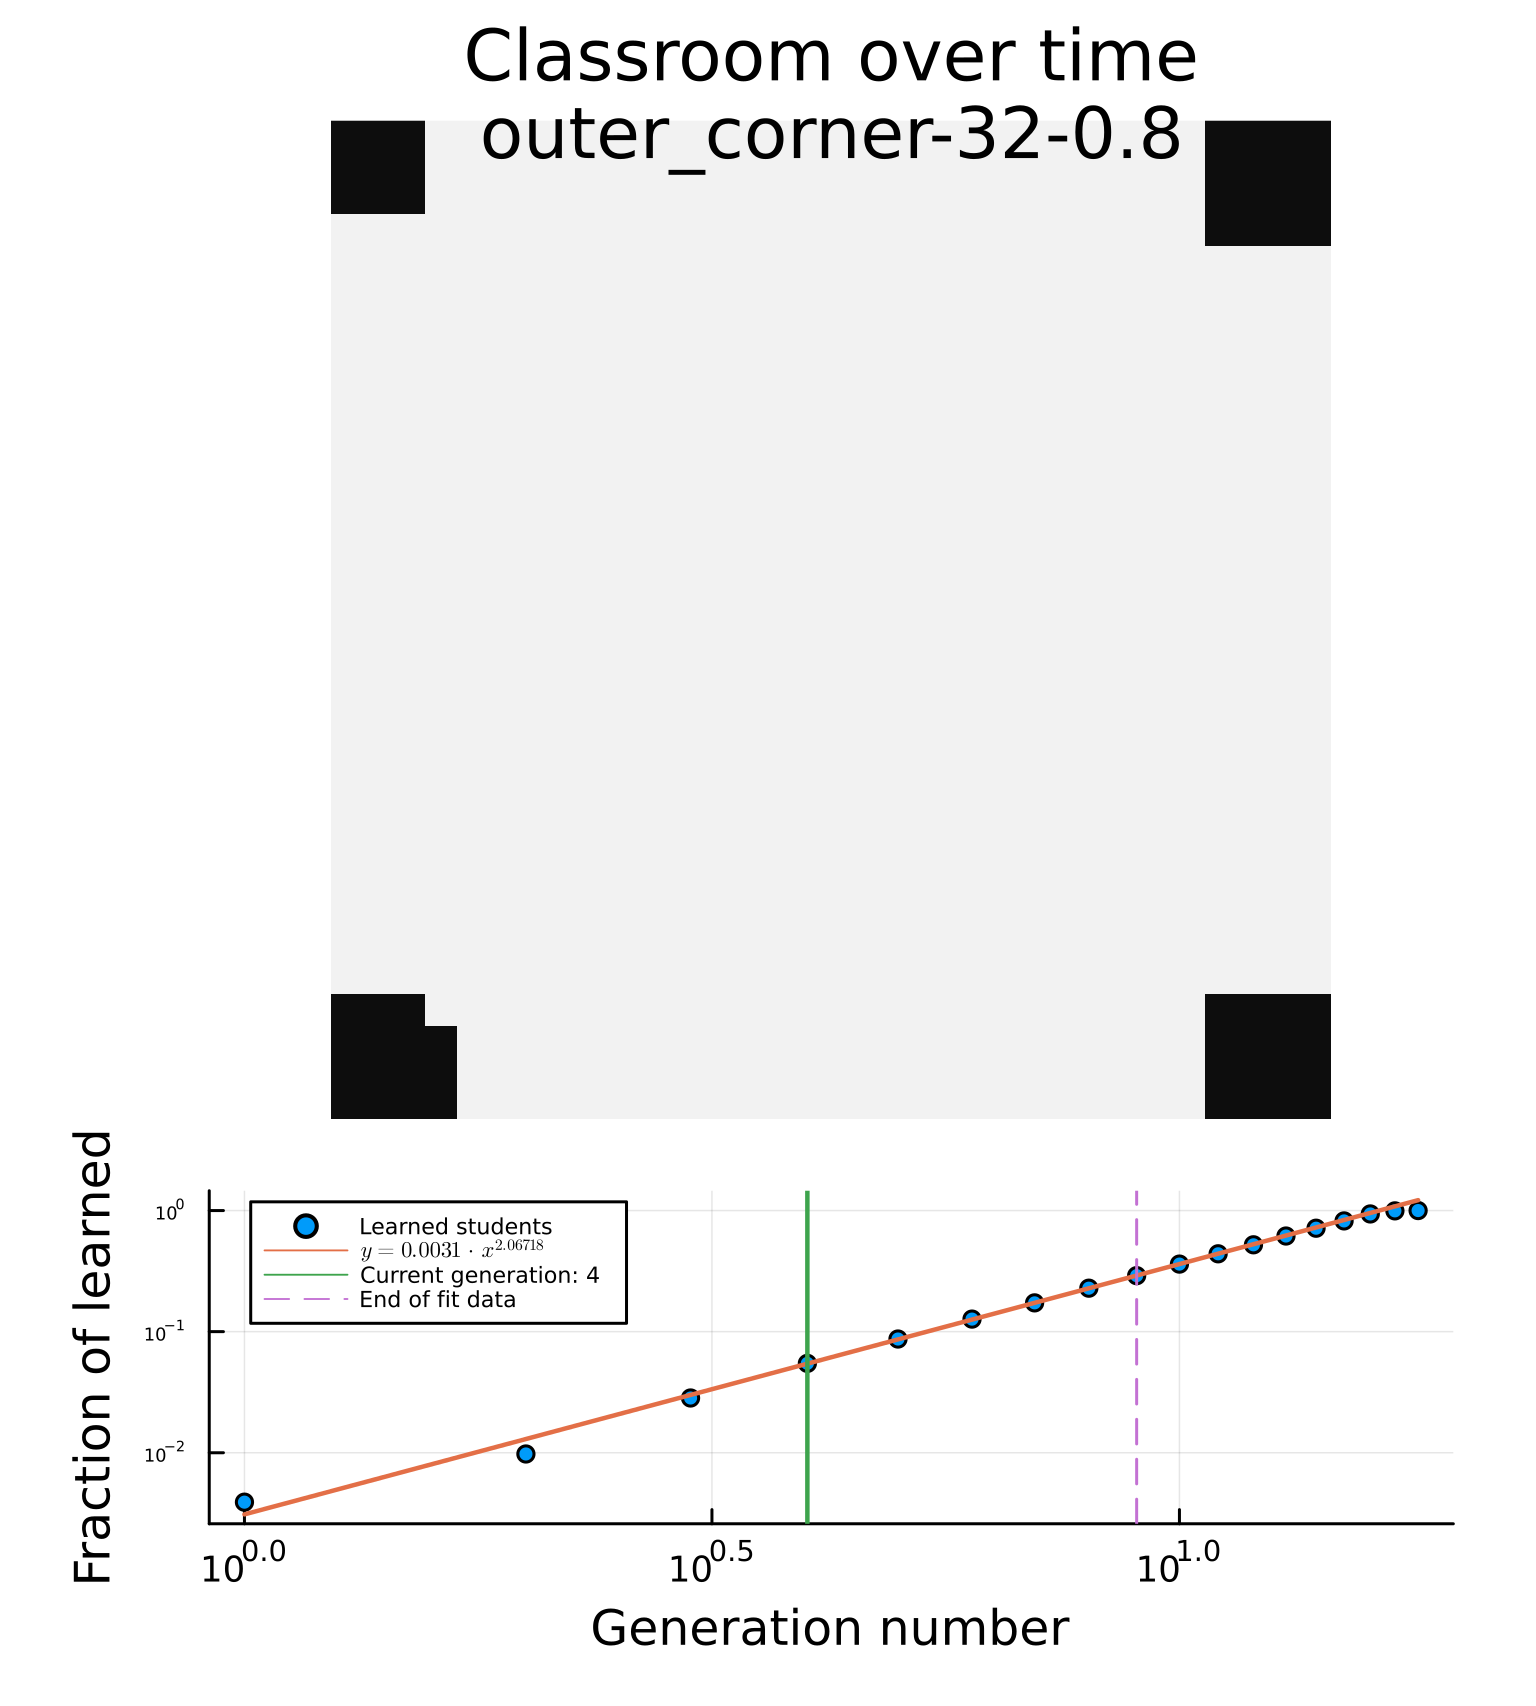 Classroom over time
outer_corner-32-0.8
Fraction of learned
10⁰
10⁻¹
10⁻²
Learned students
y = 0.0031 · x^2.06718
Current generation: 4
End of fit data
10^0.0 10^0.5 10^1.0
Generation number